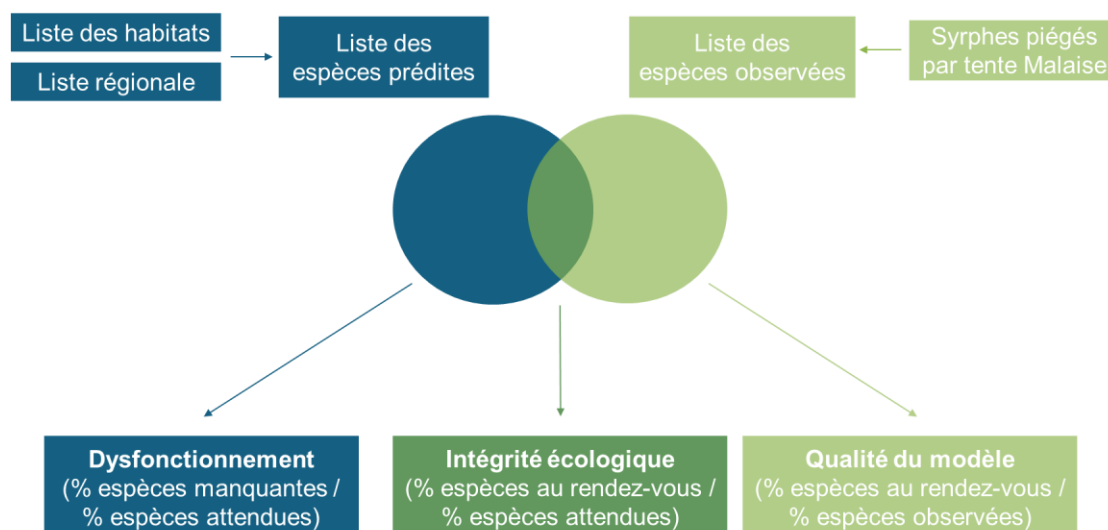 Liste des habitats
Liste régionale
Liste des
espèces prédites
Liste des
espèces observées
Syrphes piégés
par tente Malaise
Dysfonctionnement
(% espèces manquantes /
% espèces attendues)
Intégrité écologique
(% espèces au rendez-vous /
% espèces attendues)
Qualité du modèle
(% espèces au rendez-vous /
% espèces observées)